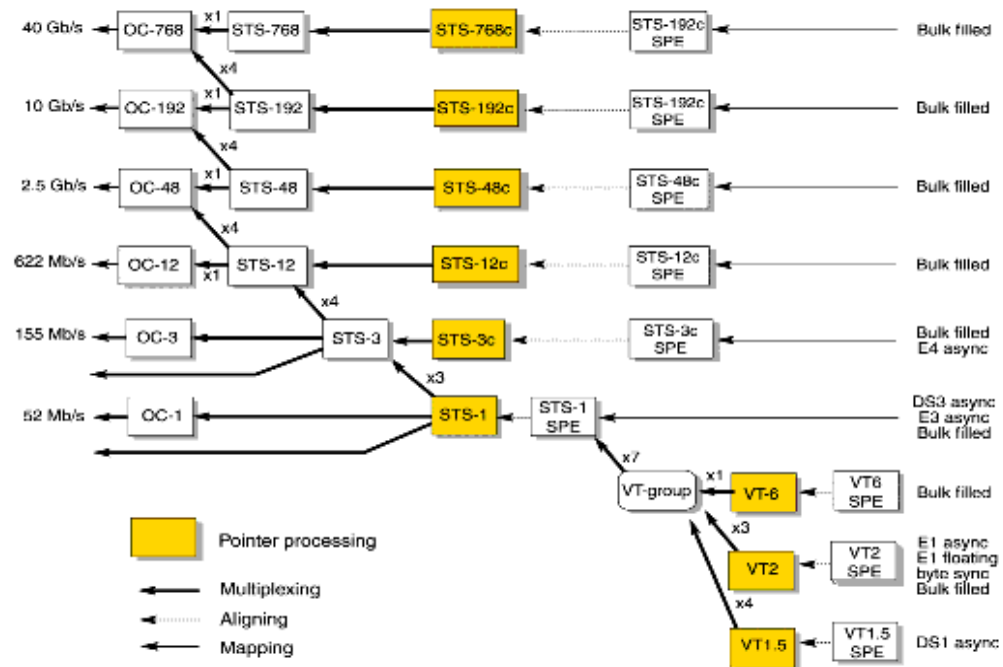 40 Gb/s OC-768 x1 STS-768 STS-768c STS-192c SPE Bulk filled
x4
10 Gb/s OC-192 x1 STS-192 STS-192c STS-192c SPE Bulk filled
x4
2.5 Gb/s OC-48 x1 STS-48 STS-48c STS-48c SPE Bulk filled
x4
622 Mb/s OC-12 x1 STS-12 STS-12c STS-12c SPE Bulk filled
x4
155 Mb/s OC-3 STS-3 STS-3c STS-3c SPE Bulk filled
E4 async
x3
52 Mb/s OC-1 STS-1 STS-1 SPE DS3 async
E3 async
Bulk filled
x7
VT-group x1 VT-6 VT6 SPE Bulk filled
x3
VT2 VT2 SPE E1 async
E1 floating
byte sync
Bulk filled
x4
VT1.5 VT1.5 SPE DS1 async
Pointer processing
Multiplexing
Aligning
Mapping